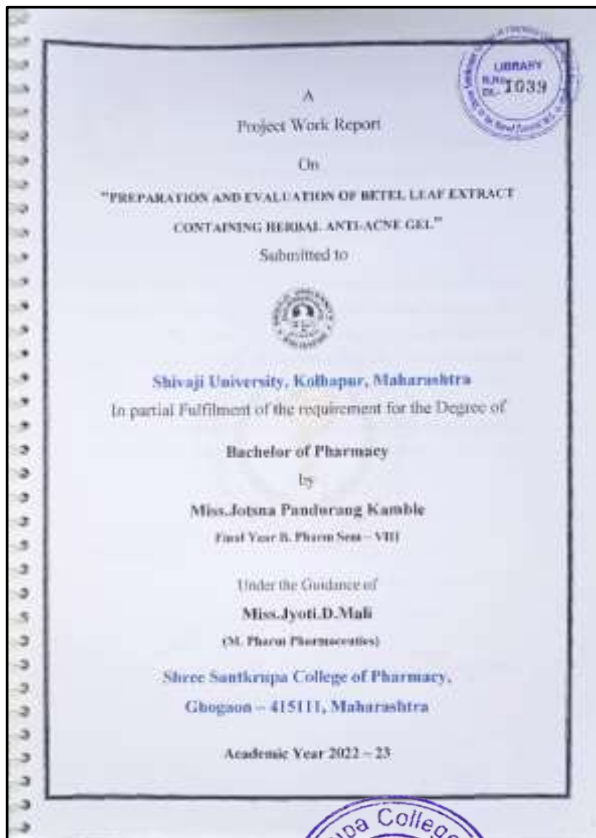 LIBRARY
1039
A
Project Work Report
On
"PREPARATION AND EVALUATION OF BETEL LEAF EXTRACT
CONTAINING HERBAL ANTI-ACNE GEL"
Submitted to
Shivaji University, Kolhapur, Maharashtra
In partial Fulfilment of the requirement for the Degree of
Bachelor of Pharmacy
by
Miss.Jotsna Pandurang Kamble
Final Year B. Pharm Sem – VIII
Under the Guidance of
Miss.Jyoti.D.Mali
(M. Pharm Pharmaceutics)
Shree Santkrupa College of Pharmacy,
Ghogaon – 415111, Maharashtra
Academic Year 2022 – 23
upa College